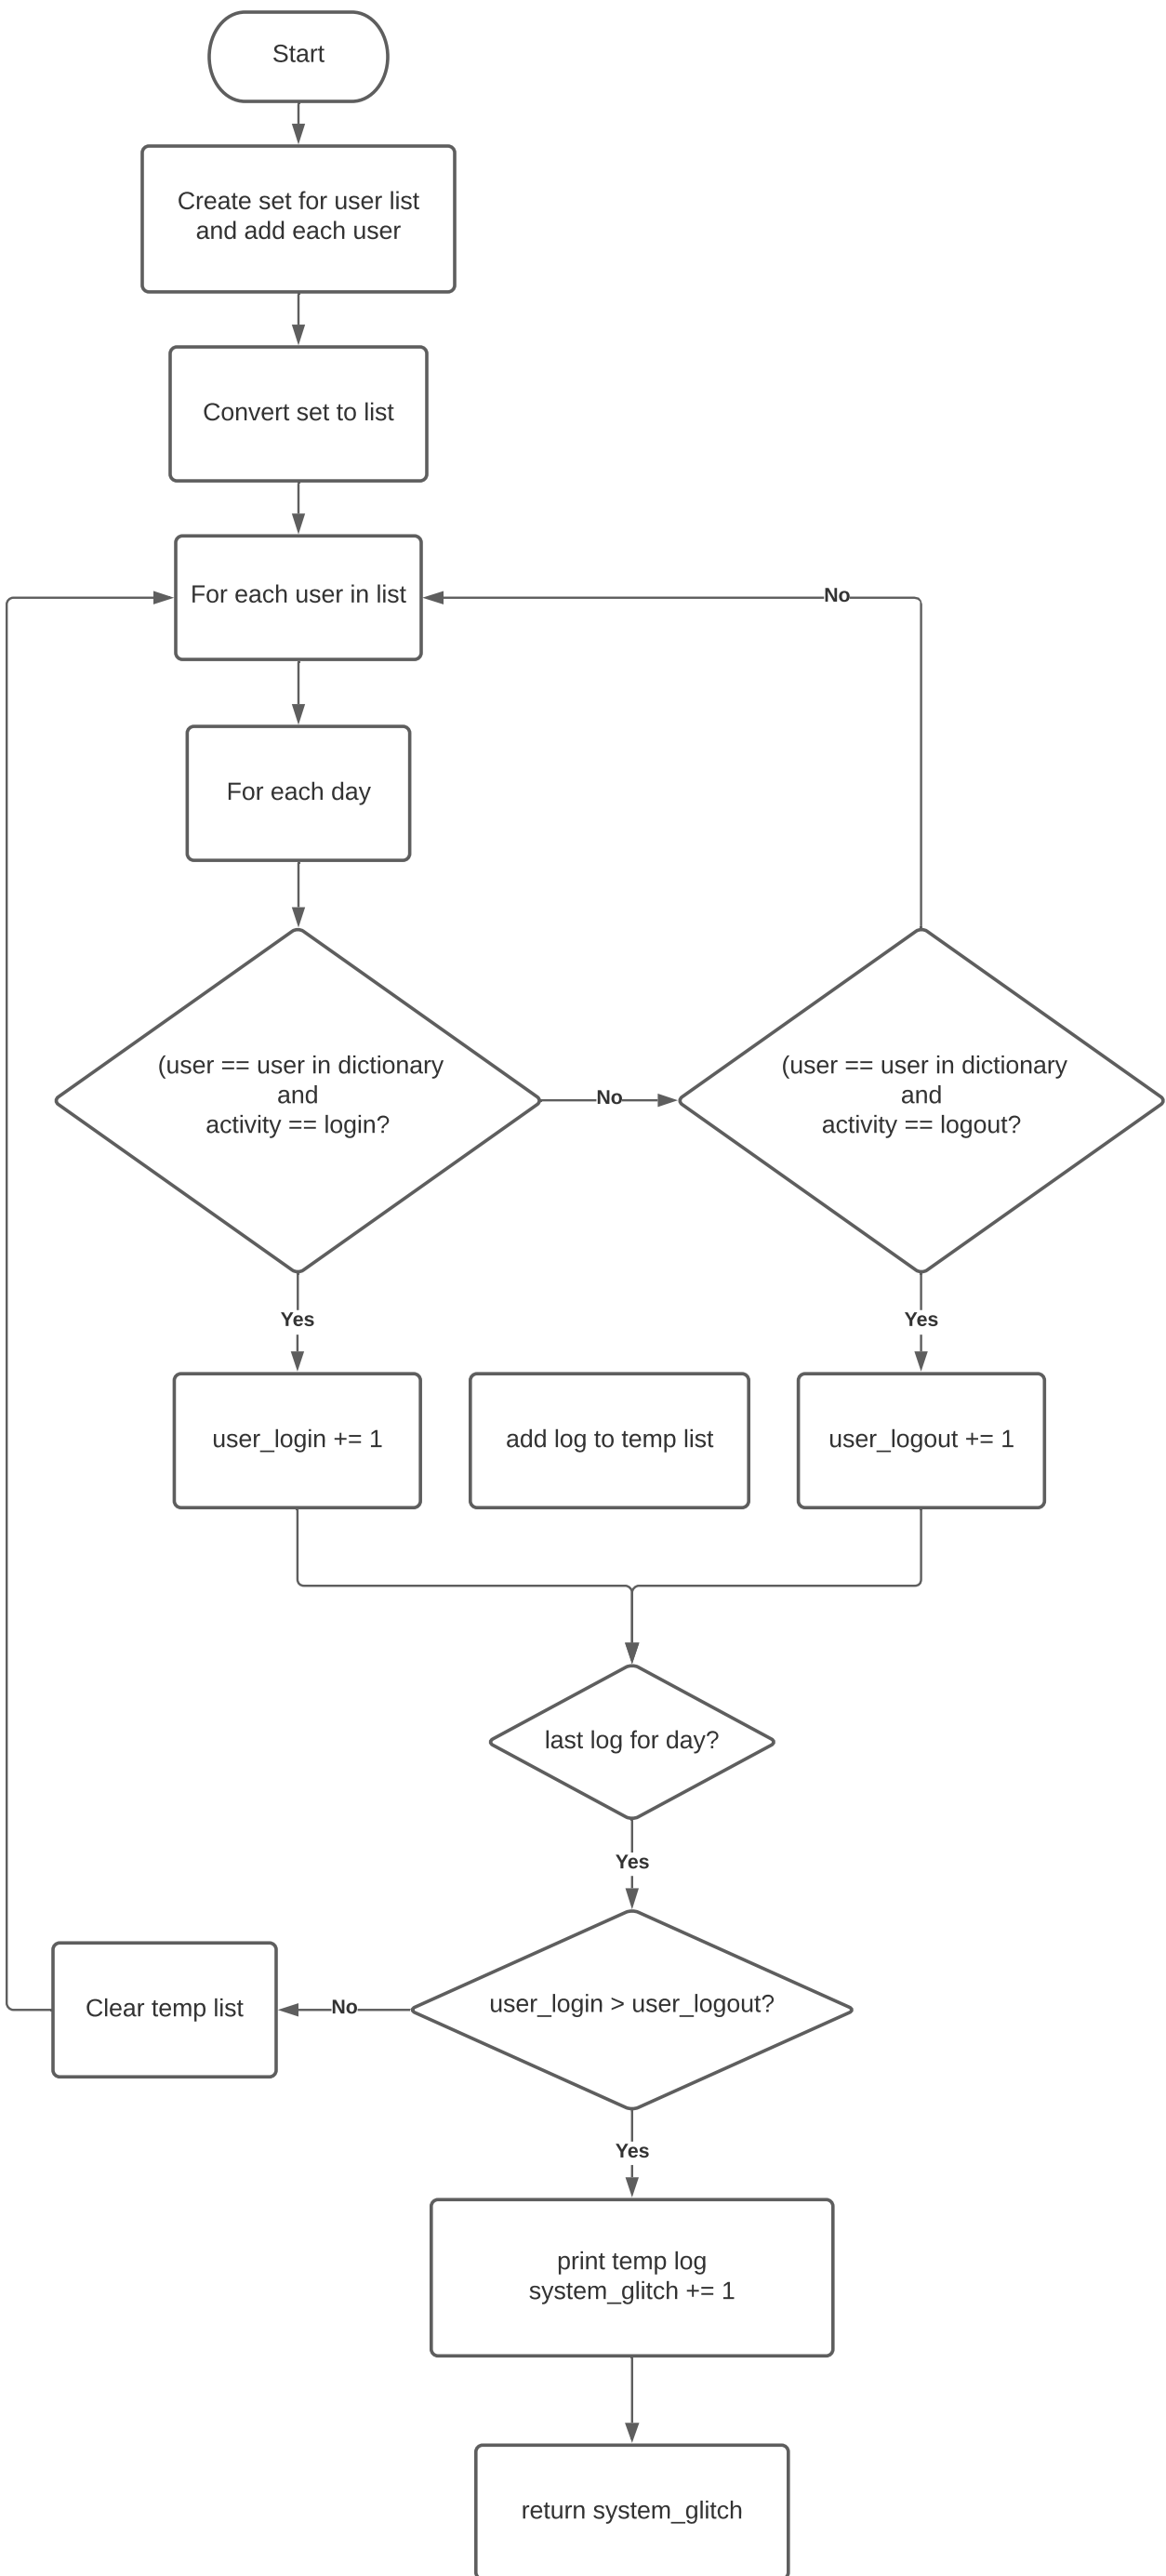 Start
Create set for user list
and add each user
Convert set to list
For each user in list
No
For each day
(user == user in dictionary
and
activity == login?
No
(user == user in dictionary
and
activity == logout?
Yes
Yes
user_login += 1
add log to temp list
user_logout += 1
last log for day?
Yes
Clear temp list
No
user_login > user_logout?
Yes
print temp log
system_glitch += 1
return system_glitch